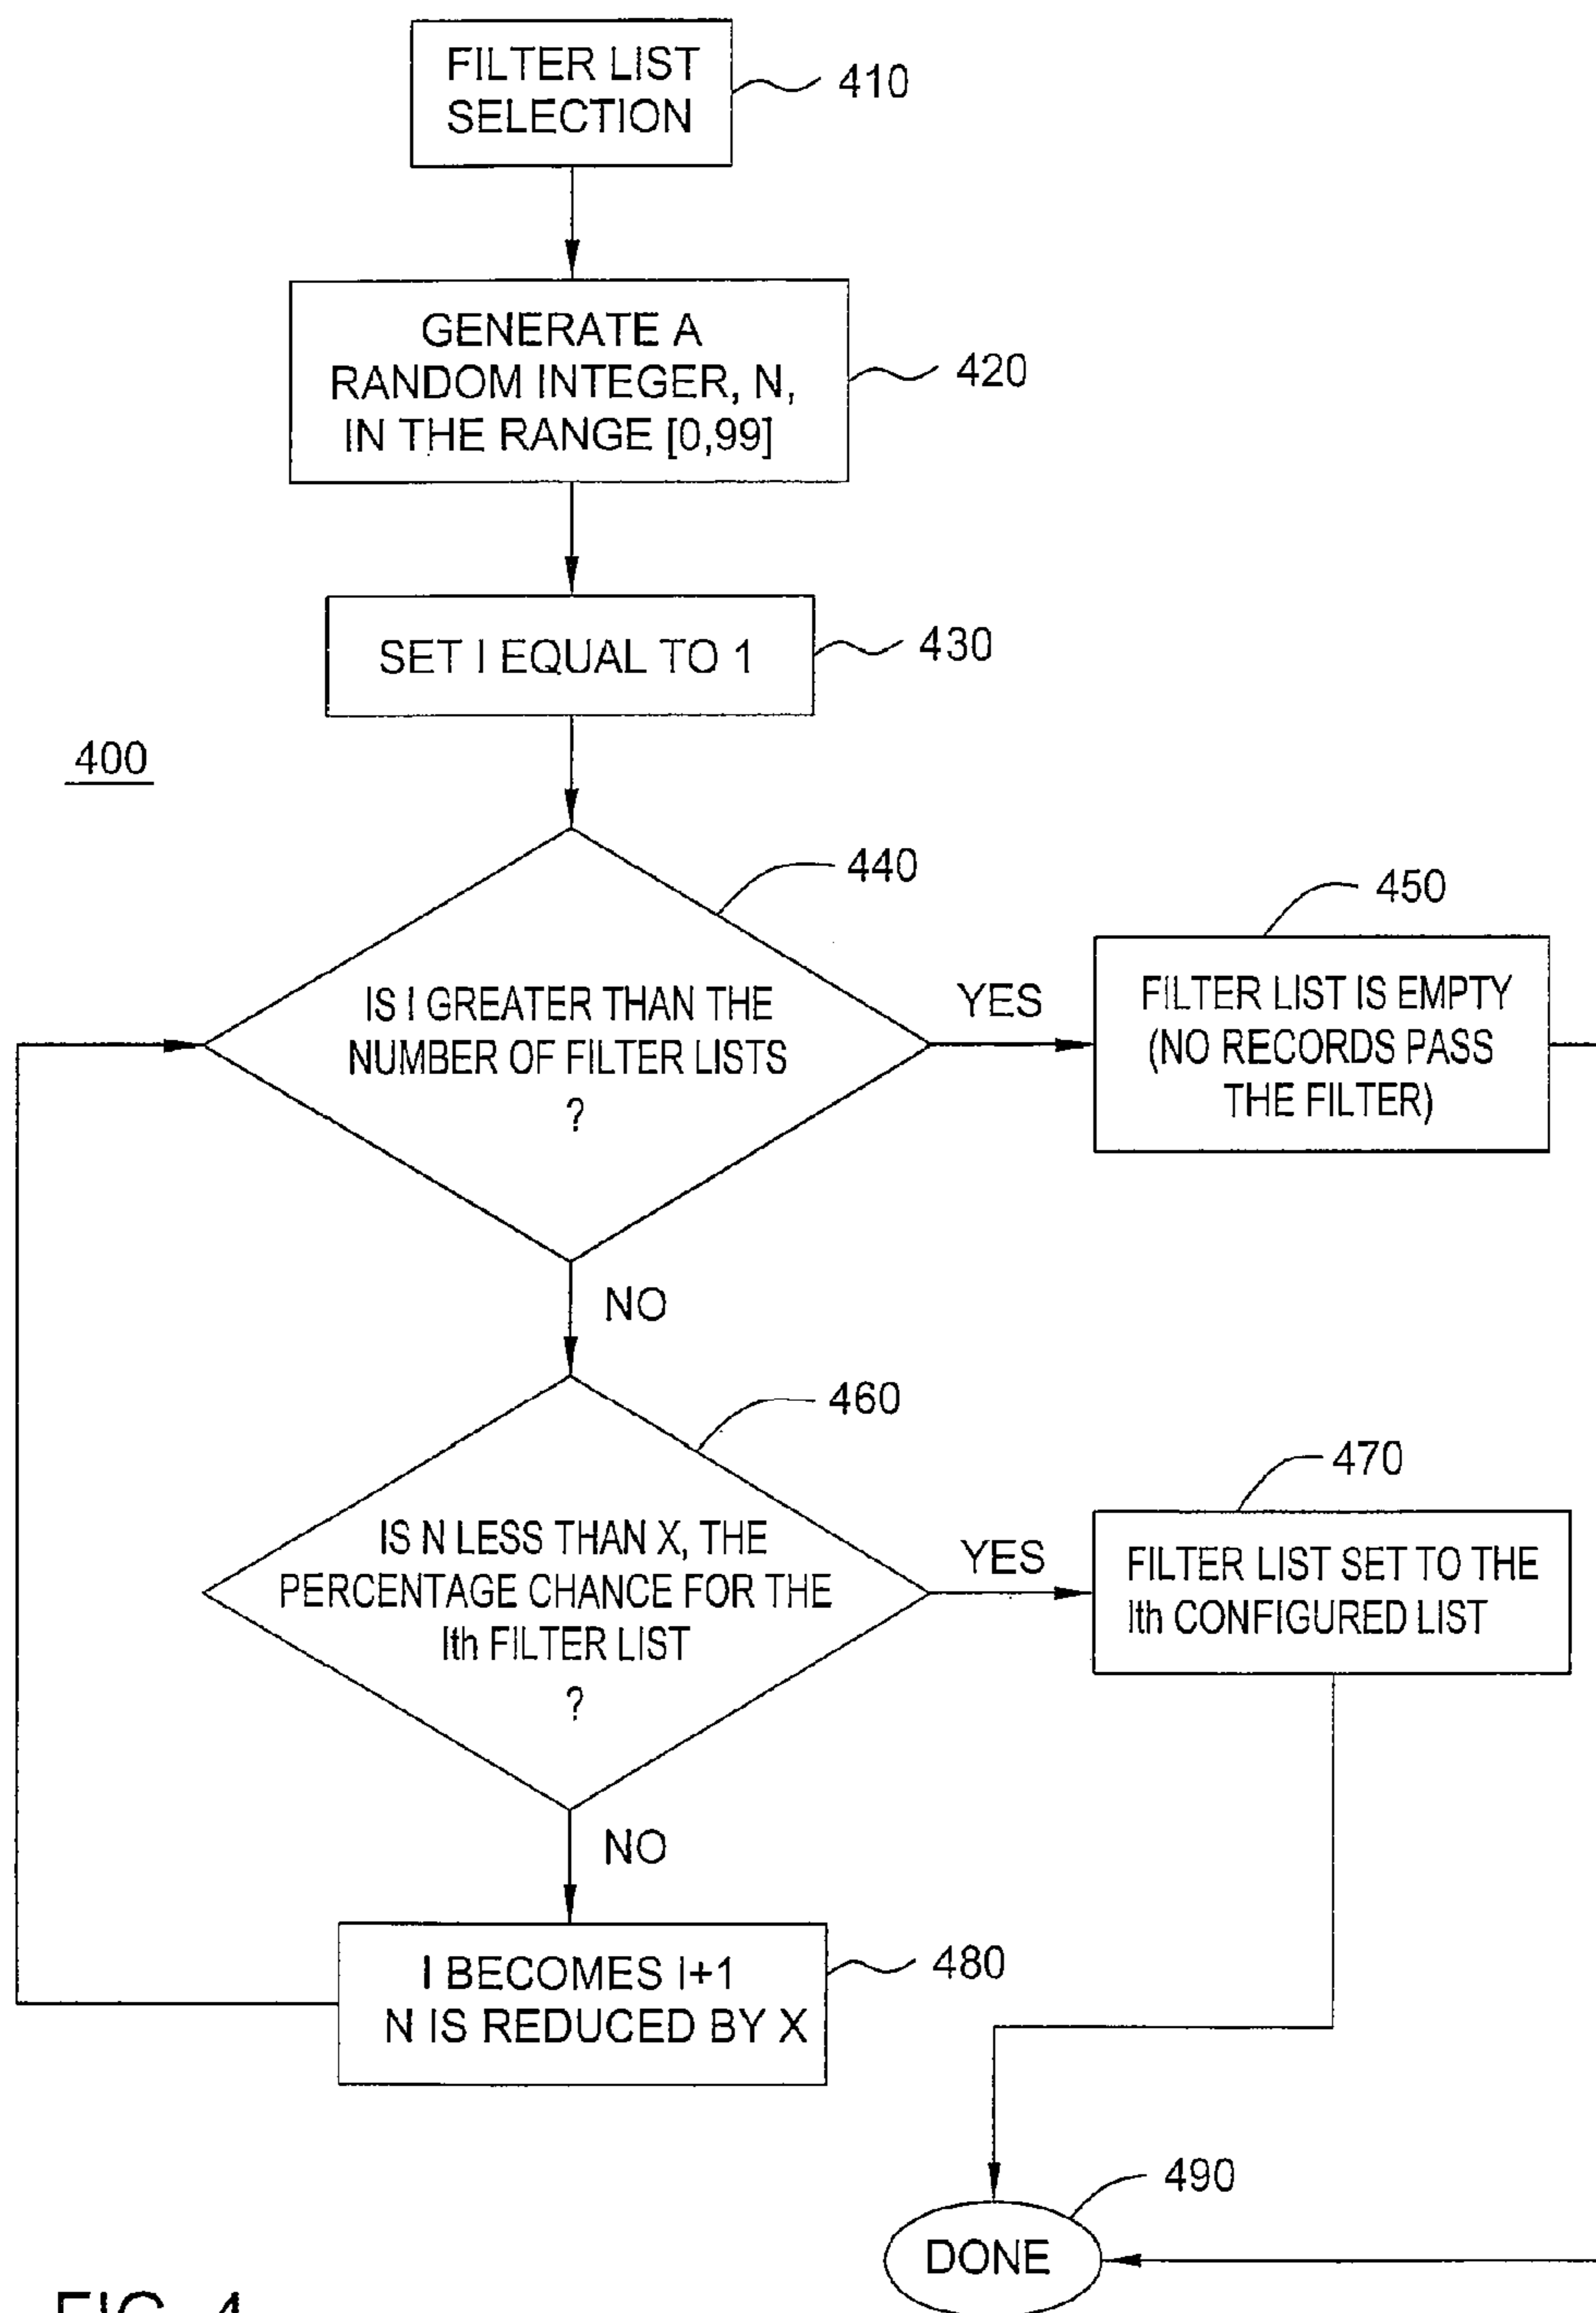 FILTER LIST
SELECTION
410
GENERATE A
RANDOM INTEGER, N,
IN THE RANGE [0,99]
420
SET I EQUAL TO 1
430
400
440
IS I GREATER THAN THE
NUMBER OF FILTER LISTS
?
YES
450
FILTER LIST IS EMPTY
(NO RECORDS PASS
THE FILTER)
NO
460
IS N LESS THAN X, THE
PERCENTAGE CHANCE FOR THE
Ith FILTER LIST
?
YES
470
FILTER LIST SET TO THE
Ith CONFIGURED LIST
NO
I BECOMES I+1
N IS REDUCED BY X
480
490
DONE
FIG. 4